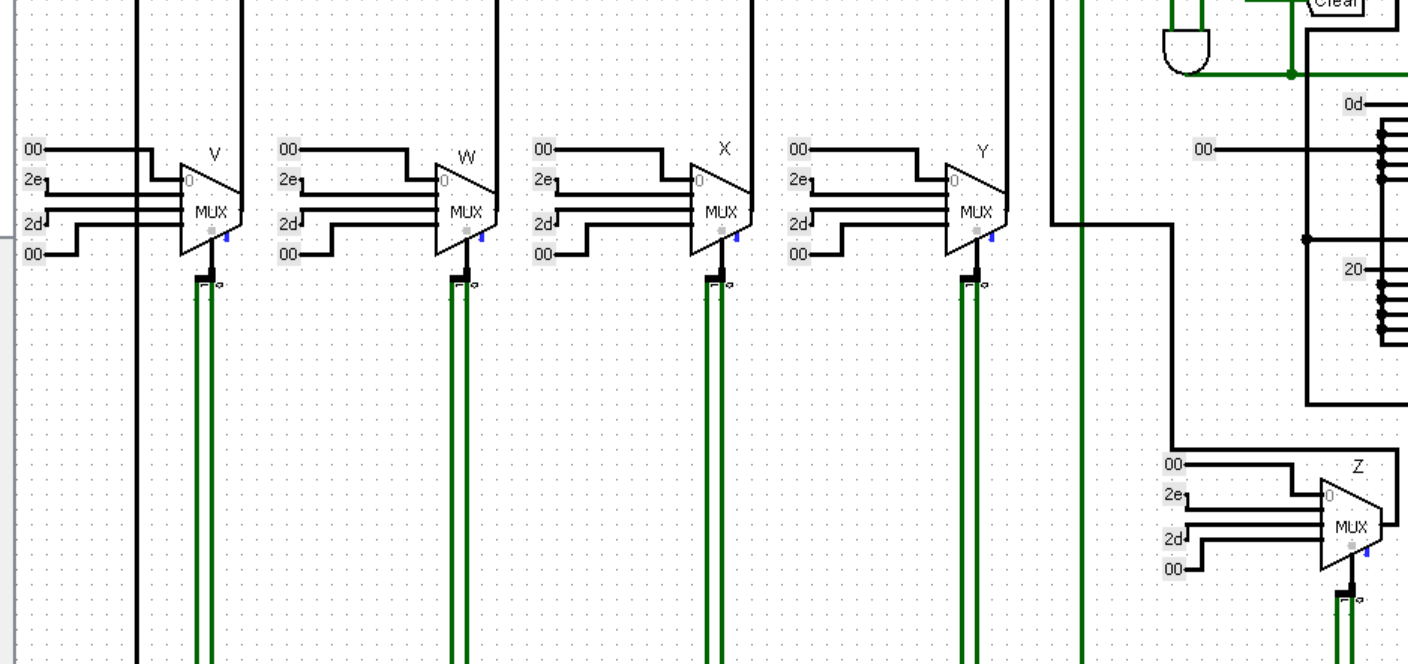 Clear
0d
00 V 00 W 00 X 00 Y 00
2e 0 2e 0 2e 0 2e 0
MUX MUX MUX MUX
2d 2d 2d 2d
00 00 00 00
20
00 Z
2e 0
MUX
2d
00